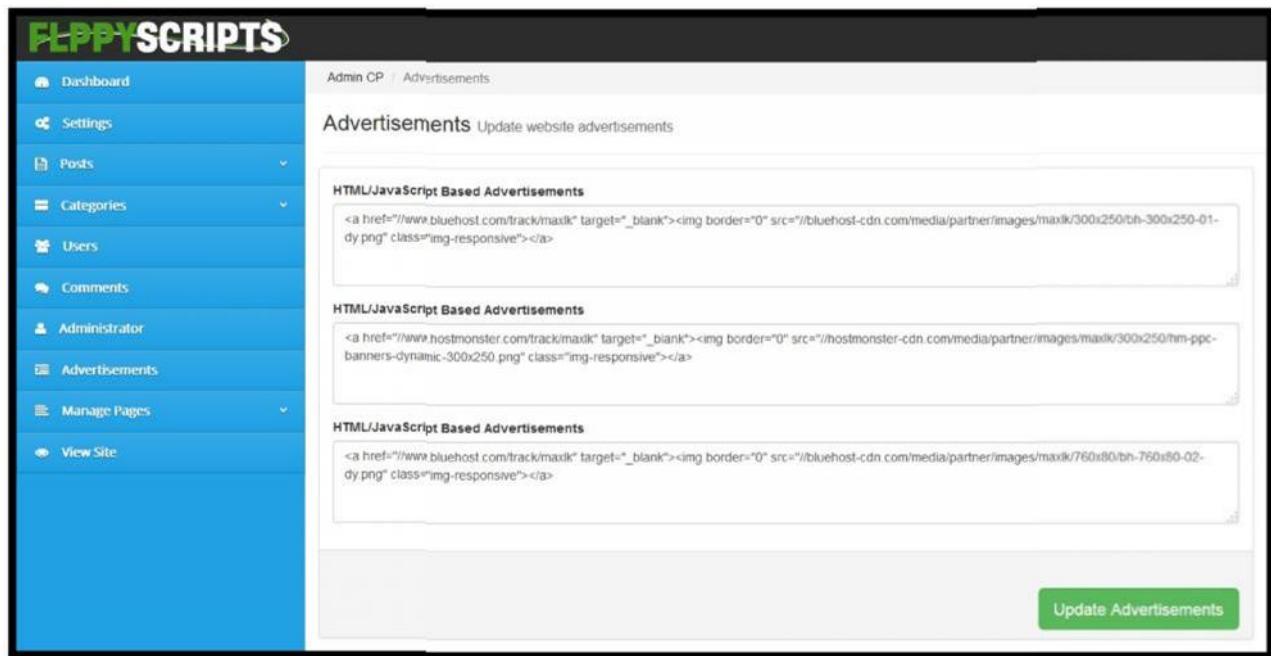 FLPPYSCRIPTS
Dashboard
Settings
Posts
Categories
Users
Comments
Administrator
Advertisements
Manage Pages
View Site
Admin CP / Advertisements
Advertisements Update website advertisements
HTML/JavaScript Based Advertisements
<a href="//www.bluehost.com/track/maxlk" target="_blank"><img border="0" src="//bluehost-cdn.com/media/partner/images/maxlk/300x250/bh-300x250-01-
dy.png" class="img-responsive"></a>
HTML/JavaScript Based Advertisements
<a href="//www.hostmonster.com/track/maxlk" target="_blank"><img border="0" src="//hostmonster-cdn.com/media/partner/images/maxlk/300x250/hm-ppc-
banners-dynamic-300x250.png" class="img-responsive"></a>
HTML/JavaScript Based Advertisements
<a href="//www.bluehost.com/track/maxlk" target="_blank"><img border="0" src="//bluehost-cdn.com/media/partner/images/maxlk/760x80/bh-760x80-02-
dy.png" class="img-responsive"></a>
Update Advertisements